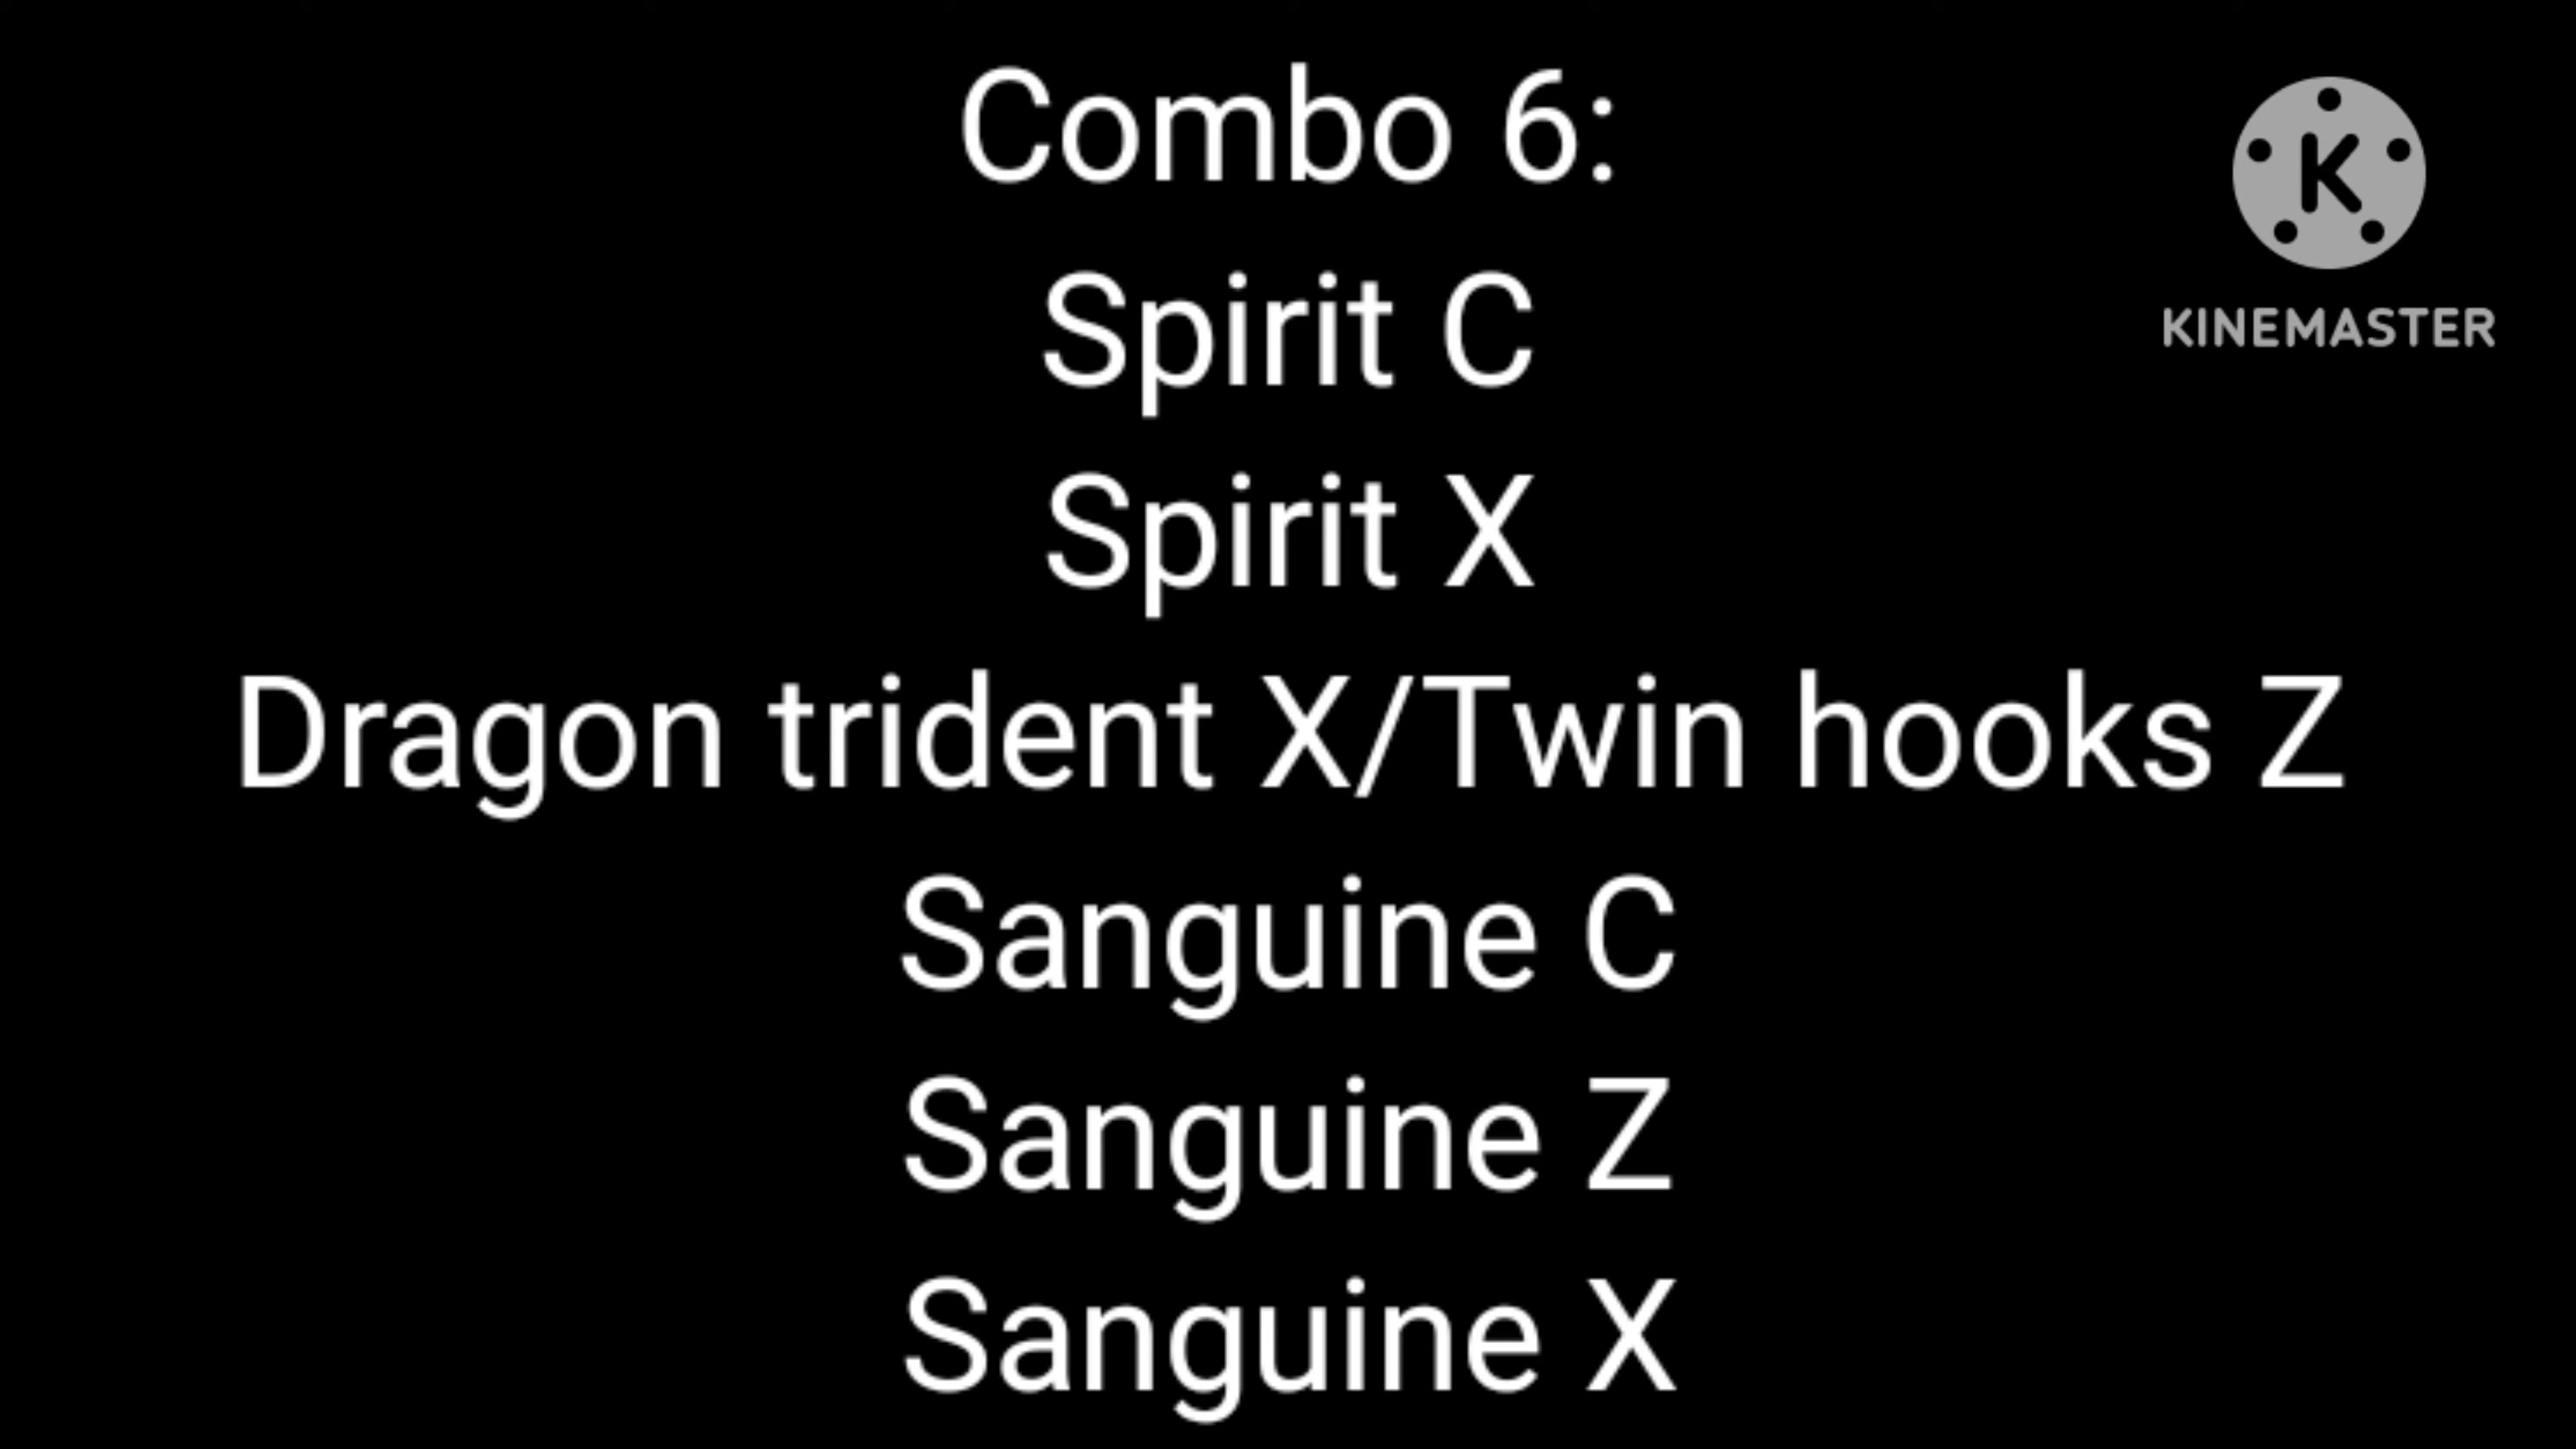 Combo 6:
Spirit C
Spirit X
Dragon trident X/Twin hooks Z
Sanguine C
Sanguine Z
Sanguine X
K
KINEMASTER